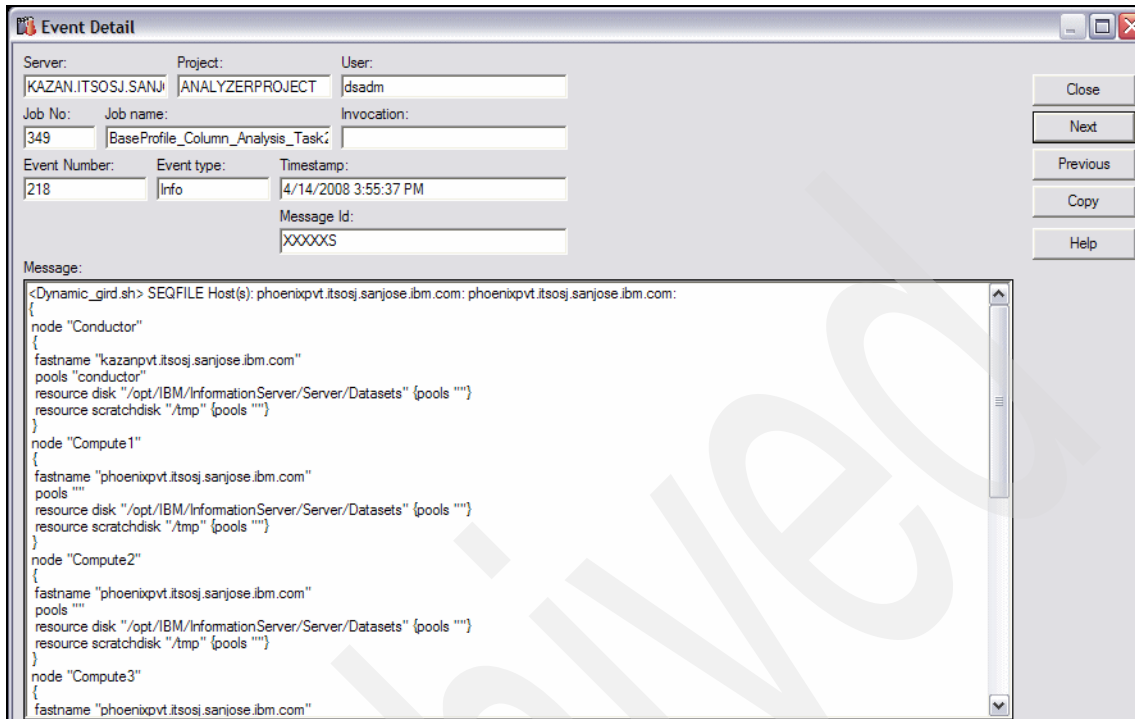 Event Detail
Server: Project: User:
KAZAN.ITSOSJ.SANJ ANALYZERPROJECT dsadm
Close
Job No: Job name: Invocation:
349 BaseProfile_Column_Analysis_Task2
Next
Event Number: Event type: Timestamp:
218 Info 4/14/2008 3:55:37 PM
Previous
Message Id:
XXXXXS
Copy
Help
Message:
<Dynamic_gird.sh> SEQFILE Host(s): phoenixpvt.itsosj.sanjose.ibm.com: phoenixpvt.itsosj.sanjose.ibm.com:
{
node "Conductor"
{
fastname "kazanpvt.itsosj.sanjose.ibm.com"
pools "conductor"
resource disk "/opt/IBM/InformationServer/Server/Datasets" {pools ""}
resource scratchdisk "/tmp" {pools ""}
}
node "Compute1"
{
fastname "phoenixpvt.itsosj.sanjose.ibm.com"
pools ""
resource disk "/opt/IBM/InformationServer/Server/Datasets" {pools ""}
resource scratchdisk "/tmp" {pools ""}
}
node "Compute2"
{
fastname "phoenixpvt.itsosj.sanjose.ibm.com"
pools ""
resource disk "/opt/IBM/InformationServer/Server/Datasets" {pools ""}
resource scratchdisk "/tmp" {pools ""}
}
node "Compute3"
{
fastname "phoenixpvt.itsosj.sanjose.ibm.com"